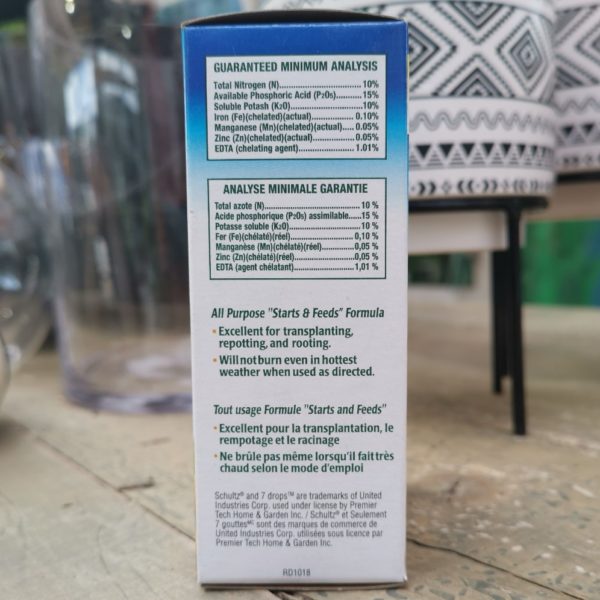 GUARANTEED MINIMUM ANALYSIS
Total Nitrogen (N)..............................10%
Available Phosphoric Acid (P₂O₅)..........15%
Soluble Potash (K₂O)..........................10%
Iron (Fe)(chelated)(actual)................. 0.10%
Manganese (Mn)(chelated)(actual).... 0.05%
Zinc (Zn)(chelated)(actual)................. 0.05%
EDTA (chelating agent)....................... 1.01%
ANALYSE MINIMALE GARANTIE
Total azote (N)................................... 10 %
Acide phosphorique (P₂O₅) assimilable......15 %
Potasse soluble (K₂O)......................... 10 %
Fer (Fe)(chélaté)(réel)........................ 0,10 %
Manganèse (Mn)(chélaté)(réel)...........0,05 %
Zinc (Zn)(chélaté)(réel)......................0,05 %
EDTA (agent chélatant)....................... 1,01 %
All Purpose "Starts & Feeds" Formula
• Excellent for transplanting,
repotting, and rooting.
• Will not burn even in hottest
weather when used as directed.
Tout usage Formule "Starts and Feeds"
• Excellent pour la transplantation, le
rempotage et le racinage
• Ne brûle pas même lorsqu'il fait très
chaud selon le mode d'emploi
Schultz® and 7 drops™ are trademarks of United
Industries Corp. used under license by Premier
Tech Home & Garden Inc. / Schultz® et Seulement
7 gouttesᴹᶜ sont des marques de commerce de
United Industries Corp. utilisées sous licence par
Premier Tech Home & Garden Inc.
RD1018